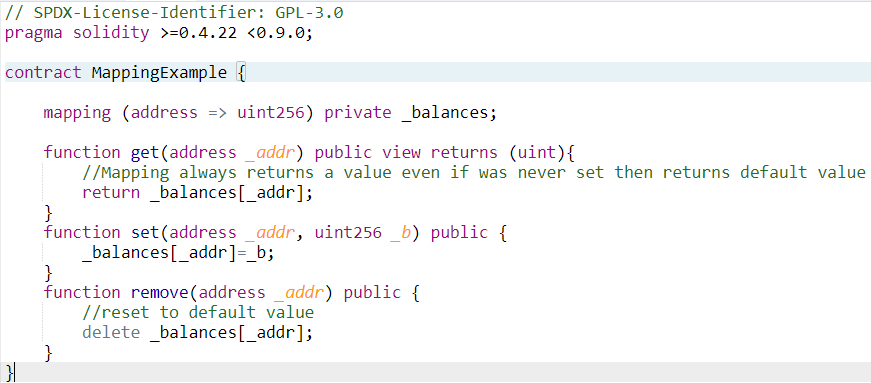 // SPDX-License-Identifier: GPL-3.0
pragma solidity >=0.4.22 <0.9.0;
contract MappingExample {
mapping (address => uint256) private _balances;
function get(address _addr) public view returns (uint){
//Mapping always returns a value even if was never set then returns default value
return _balances[_addr];
}
function set(address _addr, uint256 _b) public {
_balances[_addr]=_b;
}
function remove(address _addr) public {
//reset to default value
delete _balances[_addr];
}
}